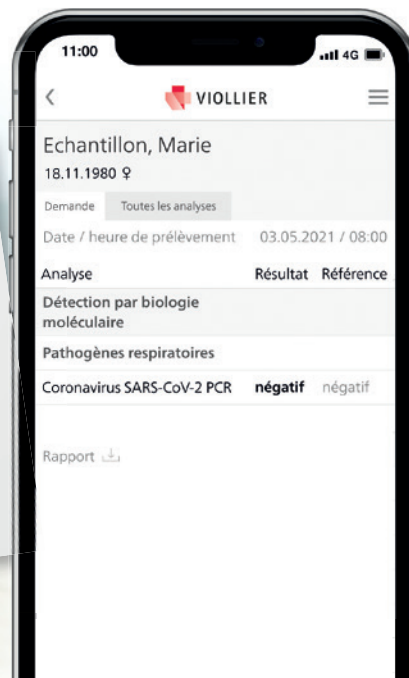 11:00 4G
VIOLLIER
Echantillon, Marie
18.11.1980 ♀
Demande Toutes les analyses
Date / heure de prélèvement 03.05.2021 / 08:00
Analyse Résultat Référence
Détection par biologie
moléculaire
Pathogènes respiratoires
Coronavirus SARS-CoV-2 PCR négatif négatif
Rapport